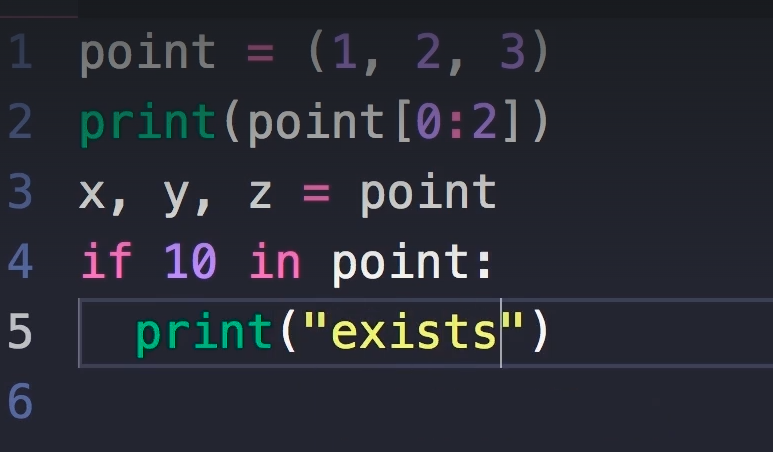 1 point = (1, 2, 3)
2 print(point[0:2])
3 x, y, z = point
4 if 10 in point:
5   print("exists")
6